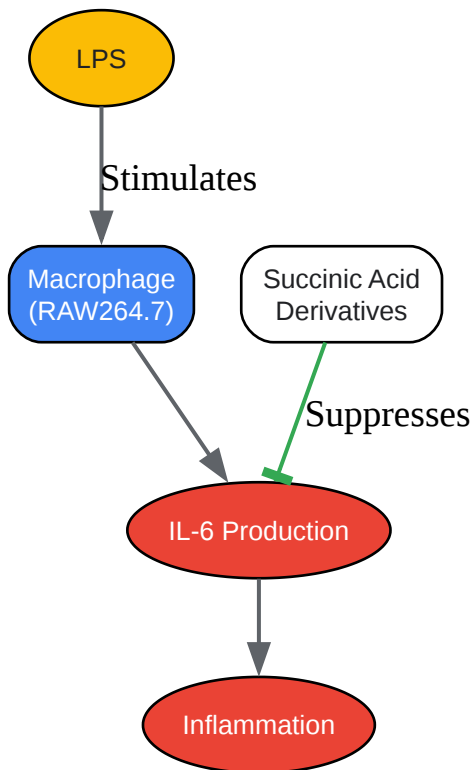 LPS
Stimulates
Macrophage
(RAW264.7)
Succinic Acid
Derivatives
Suppresses
IL-6 Production
Inflammation